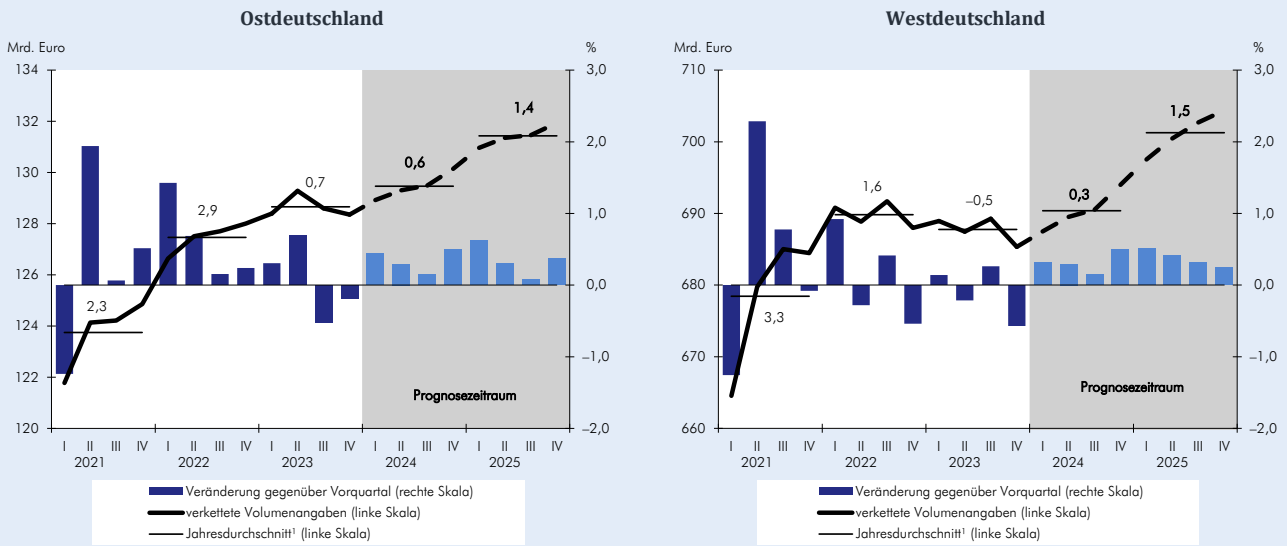 Ostdeutschland
Mrd. Euro
%
134
132
130
128
126
124
122
120
3,0
2,0
1,0
0,0
–1,0
–2,0
2,3
2,9
0,7
0,6
1,4
Prognosezeitraum
I II III IV I II III IV I II III IV I II III IV I II III IV
2021 2022 2023 2024 2025
Veränderung gegenüber Vorquartal (rechte Skala)
verkettete Volumenangaben (linke Skala)
Jahresdurchschnitt¹ (linke Skala)
Westdeutschland
Mrd. Euro
%
710
700
690
680
670
660
3,0
2,0
1,0
0,0
–1,0
–2,0
3,3
1,6
–0,5
0,3
1,5
Prognosezeitraum
I II III IV I II III IV I II III IV I II III IV I II III IV
2021 2022 2023 2024 2025
Veränderung gegenüber Vorquartal (rechte Skala)
verkettete Volumenangaben (linke Skala)
Jahresdurchschnitt¹ (linke Skala)